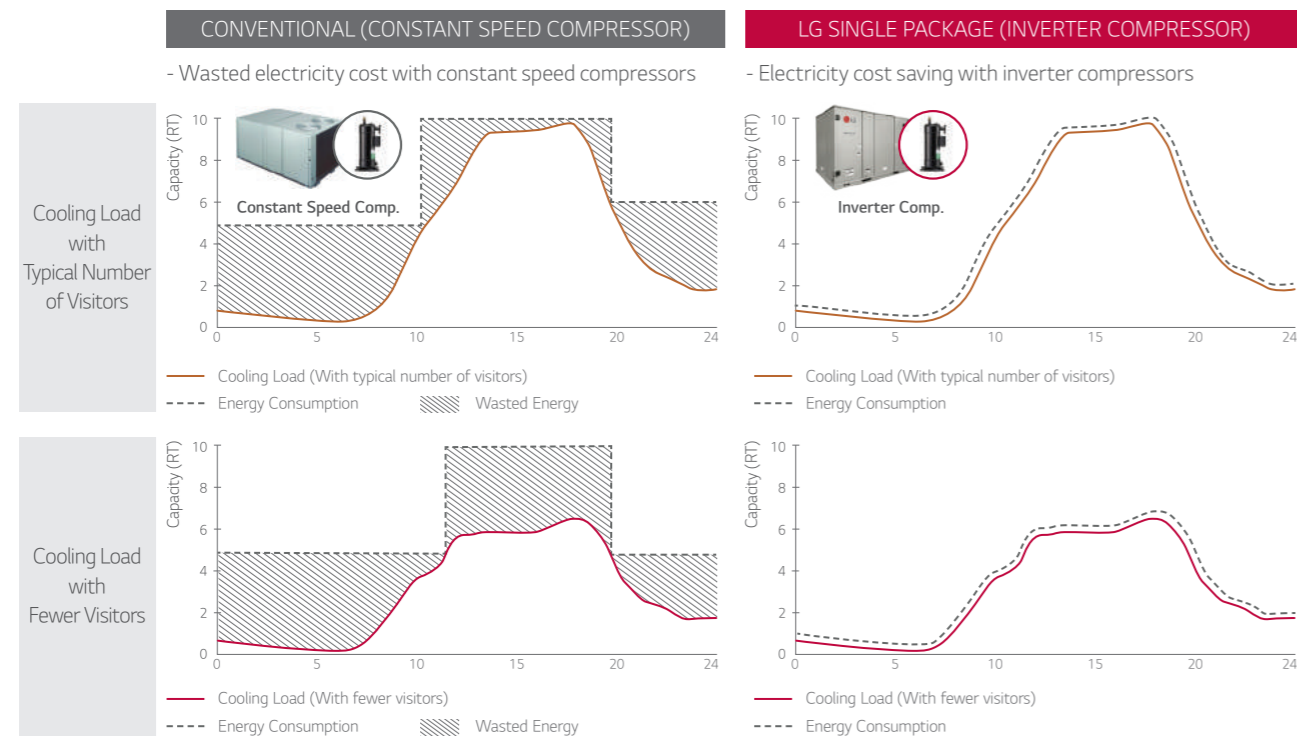 CONVENTIONAL (CONSTANT SPEED COMPRESSOR)
LG SINGLE PACKAGE (INVERTER COMPRESSOR)
- Wasted electricity cost with constant speed compressors
- Electricity cost saving with inverter compressors
Cooling Load
with
Typical Number
of Visitors
Capacity (RT)
10
8
6
4
2
0
Constant Speed Comp.
0 5 10 15 20 24
Cooling Load (With typical number of visitors)
Energy Consumption Wasted Energy
Capacity (RT)
10
8
6
4
2
0
Inverter Comp.
0 5 10 15 20 24
Cooling Load (With typical number of visitors)
Energy Consumption
Cooling Load
with
Fewer Visitors
Capacity (RT)
10
8
6
4
2
0
0 5 10 15 20 24
Cooling Load (With fewer visitors)
Energy Consumption Wasted Energy
Capacity (RT)
10
8
6
4
2
0
0 5 10 15 20 24
Cooling Load (With fewer visitors)
Energy Consumption